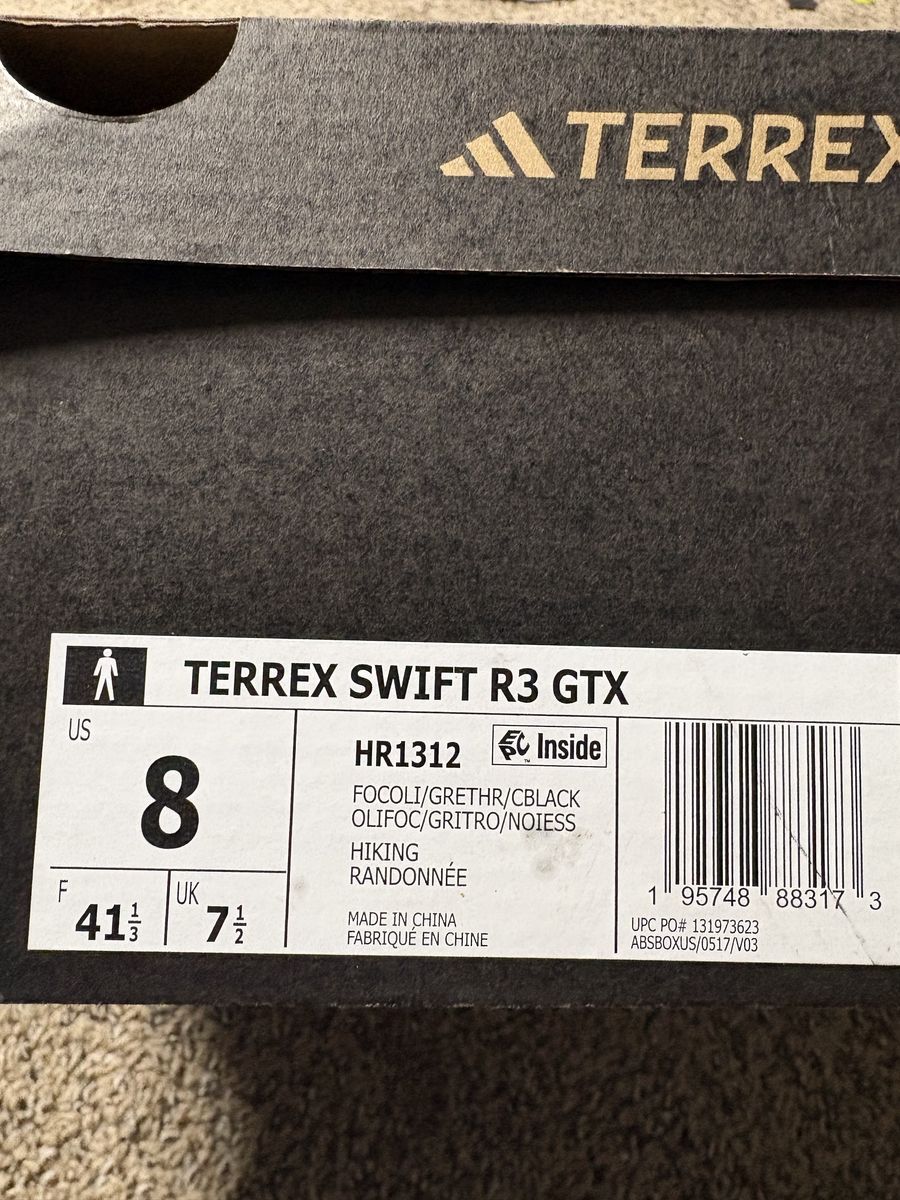 TERREX
TERREX SWIFT R3 GTX
US
8
F
41 1/3
UK
7 1/2
HR1312
EPC Inside
™
FOCOLI/GRETHR/CBLACK
OLIFOC/GRITRO/NOIESS
HIKING
RANDONNÉE
MADE IN CHINA
FABRIQUÉ EN CHINE
1 95748 88317 3
UPC PO# 131973623
ABSBOXUS/0517/V03